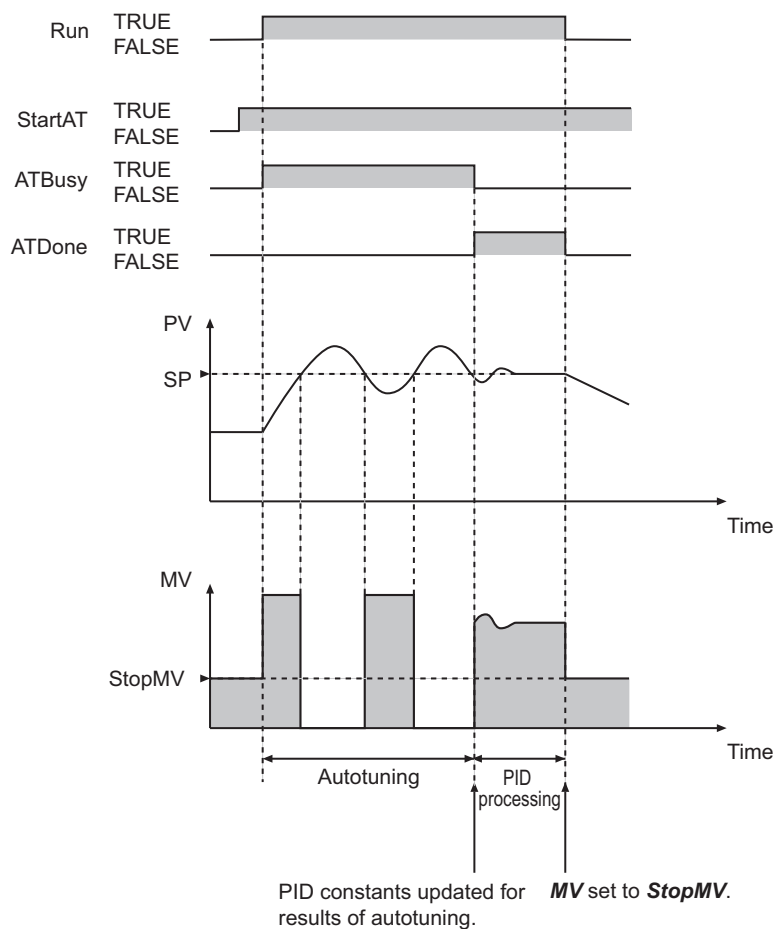 Run
TRUE
FALSE
StartAT
TRUE
FALSE
ATBusy
TRUE
FALSE
ATDone
TRUE
FALSE
PV
SP
Time
MV
StopMV
Time
Autotuning
PID
processing
PID constants updated for
results of autotuning.
MV set to StopMV.